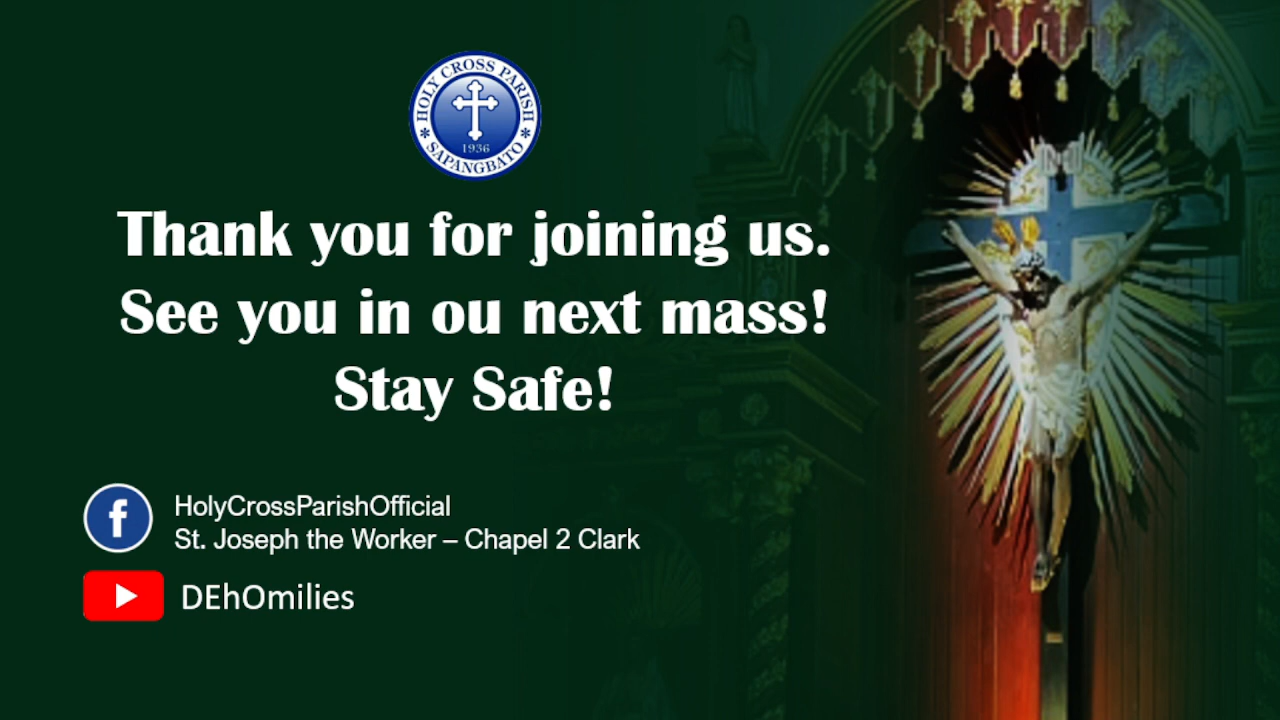 HOLY CROSS PARISH
1936
SAPANGBATO
Thank you for joining us.
See you in ou next mass!
Stay Safe!
HolyCrossParishOfficial
St. Joseph the Worker – Chapel 2 Clark
DEhOmilies